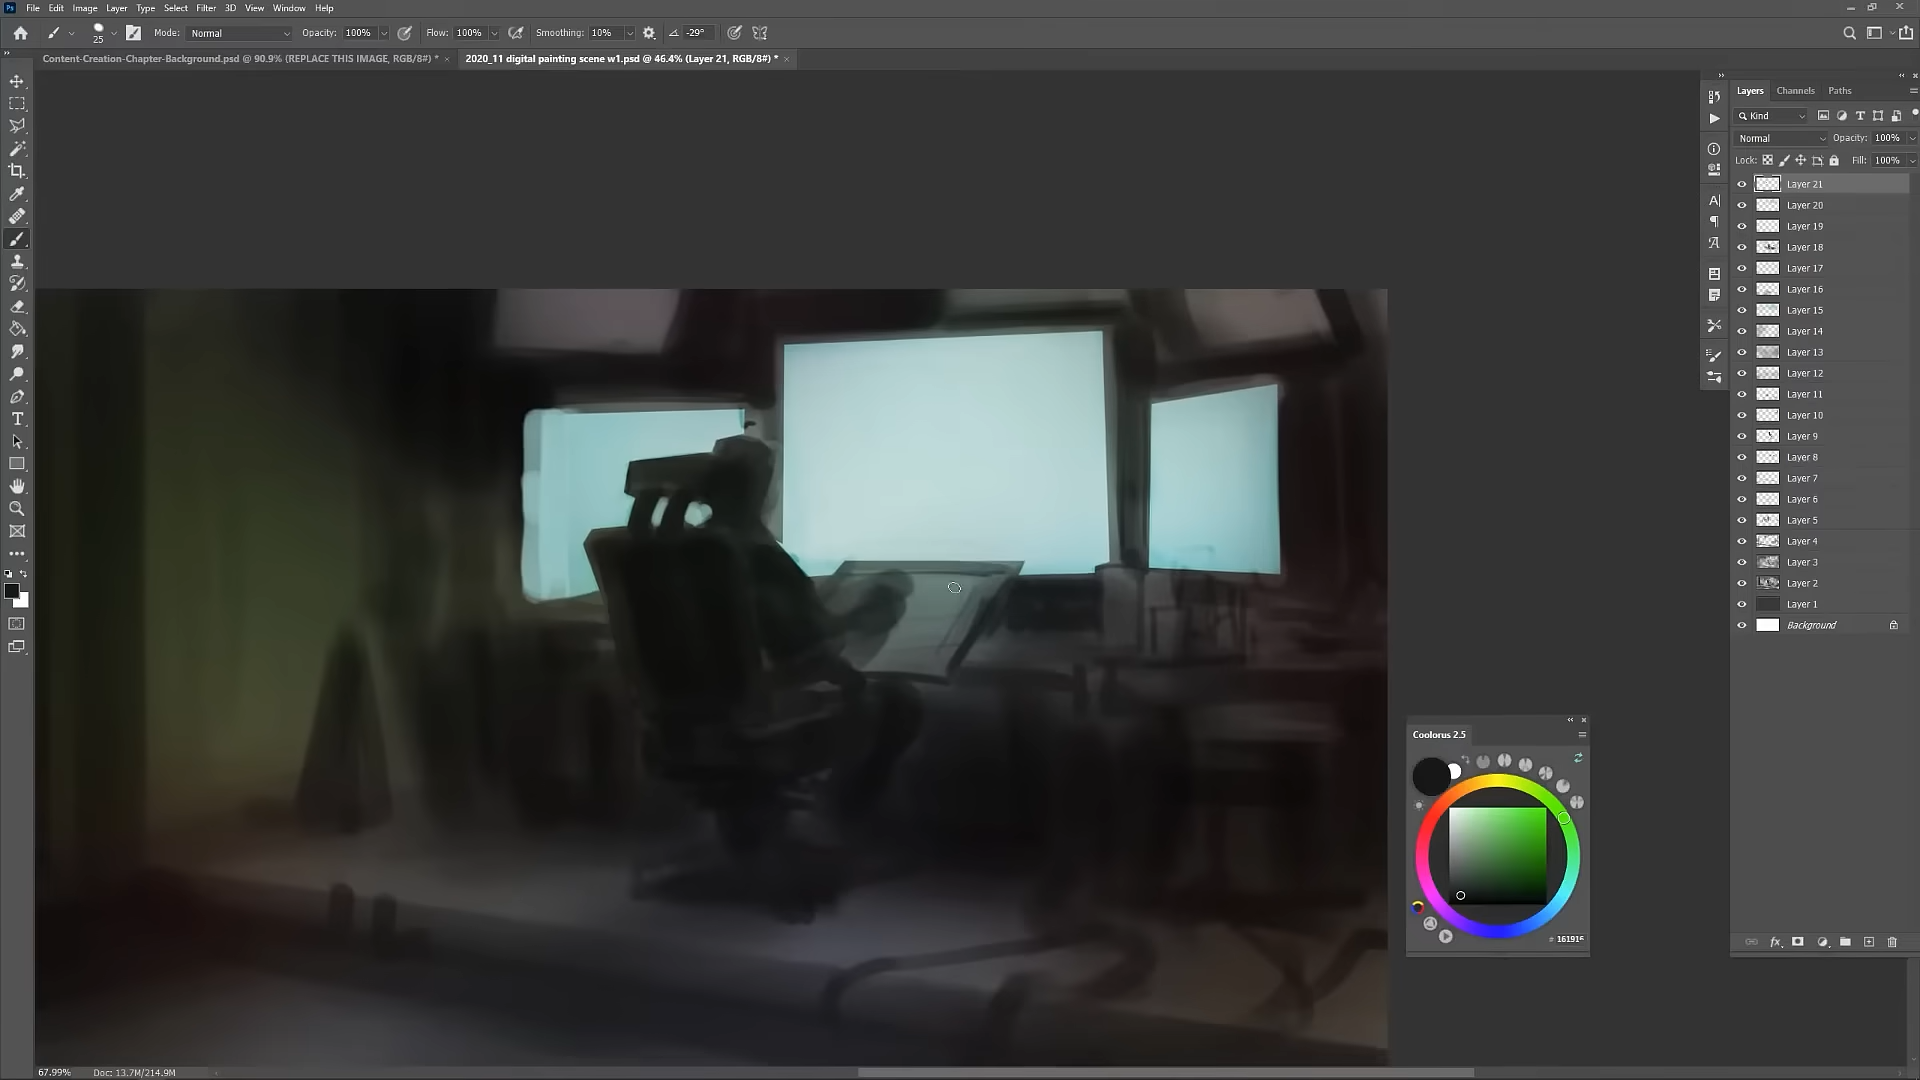 Ps File Edit Image Layer Type Select Filter 3D View Window Help
25 Mode: Normal Opacity: 100% Flow: 100% Smoothing: 10% -29°
Content-Creation-Chapter-Background.psd @ 90.9% (REPLACE THIS IMAGE, RGB/8#) * × 2020_11 digital painting scene w1.psd @ 46.4% (Layer 21, RGB/8#) * ×
Layers Channels Paths
Kind
Normal Opacity: 100%
Lock: Fill: 100%
Layer 21
Layer 20
Layer 19
Layer 18
Layer 17
Layer 16
Layer 15
Layer 14
Layer 13
Layer 12
Layer 11
Layer 10
Layer 9
Layer 8
Layer 7
Layer 6
Layer 5
Layer 4
Layer 3
Layer 2
Layer 1
Background
Coolorus 2.5
# 161916
fx
67.99% Doc: 13.7M/214.9M